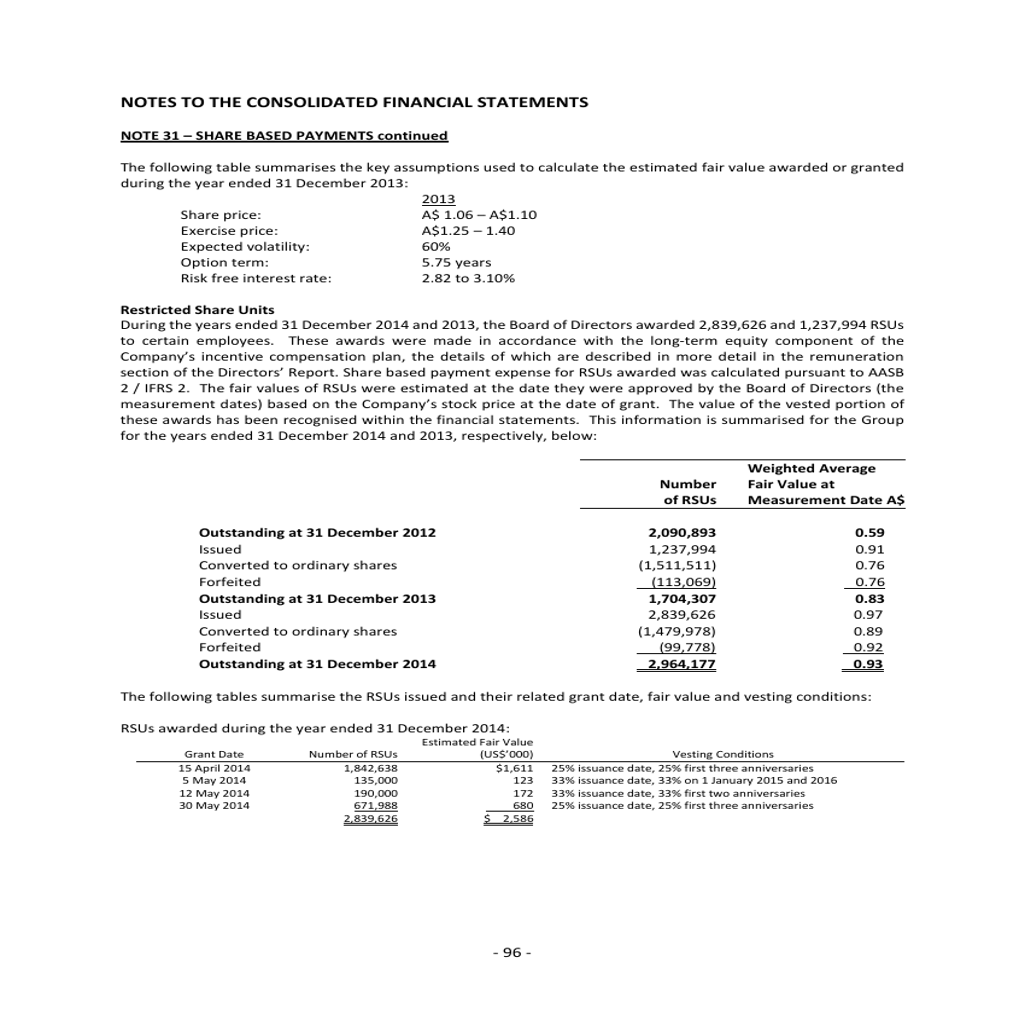 NOTES TO THE CONSOLIDATED FINANCIAL STATEMENTS
NOTE 31 – SHARE BASED PAYMENTS continued
The following table summarises the key assumptions used to calculate the estimated fair value awarded or granted
during the year ended 31 December 2013:
2013
Share price: A$ 1.06 – A$1.10
Exercise price: A$1.25 – 1.40
Expected volatility: 60%
Option term: 5.75 years
Risk free interest rate: 2.82 to 3.10%
Restricted Share Units
During the years ended 31 December 2014 and 2013, the Board of Directors awarded 2,839,626 and 1,237,994 RSUs
to certain employees. These awards were made in accordance with the long-term equity component of the
Company's incentive compensation plan, the details of which are described in more detail in the remuneration
section of the Directors' Report. Share based payment expense for RSUs awarded was calculated pursuant to AASB
2 / IFRS 2. The fair values of RSUs were estimated at the date they were approved by the Board of Directors (the
measurement dates) based on the Company's stock price at the date of grant. The value of the vested portion of
these awards has been recognised within the financial statements. This information is summarised for the Group
for the years ended 31 December 2014 and 2013, respectively, below:
Weighted Average
Number Fair Value at
of RSUs Measurement Date A$
Outstanding at 31 December 2012 2,090,893 0.59
Issued 1,237,994 0.91
Converted to ordinary shares (1,511,511) 0.76
Forfeited (113,069) 0.76
Outstanding at 31 December 2013 1,704,307 0.83
Issued 2,839,626 0.97
Converted to ordinary shares (1,479,978) 0.89
Forfeited (99,778) 0.92
Outstanding at 31 December 2014 2,964,177 0.93
The following tables summarise the RSUs issued and their related grant date, fair value and vesting conditions:
RSUs awarded during the year ended 31 December 2014:
Estimated Fair Value
Grant Date Number of RSUs (US$'000) Vesting Conditions
15 April 2014 1,842,638 $1,611 25% issuance date, 25% first three anniversaries
5 May 2014 135,000 123 33% issuance date, 33% on 1 January 2015 and 2016
12 May 2014 190,000 172 33% issuance date, 33% first two anniversaries
30 May 2014 671,988 680 25% issuance date, 25% first three anniversaries
2,839,626 $ 2,586
- 96 -